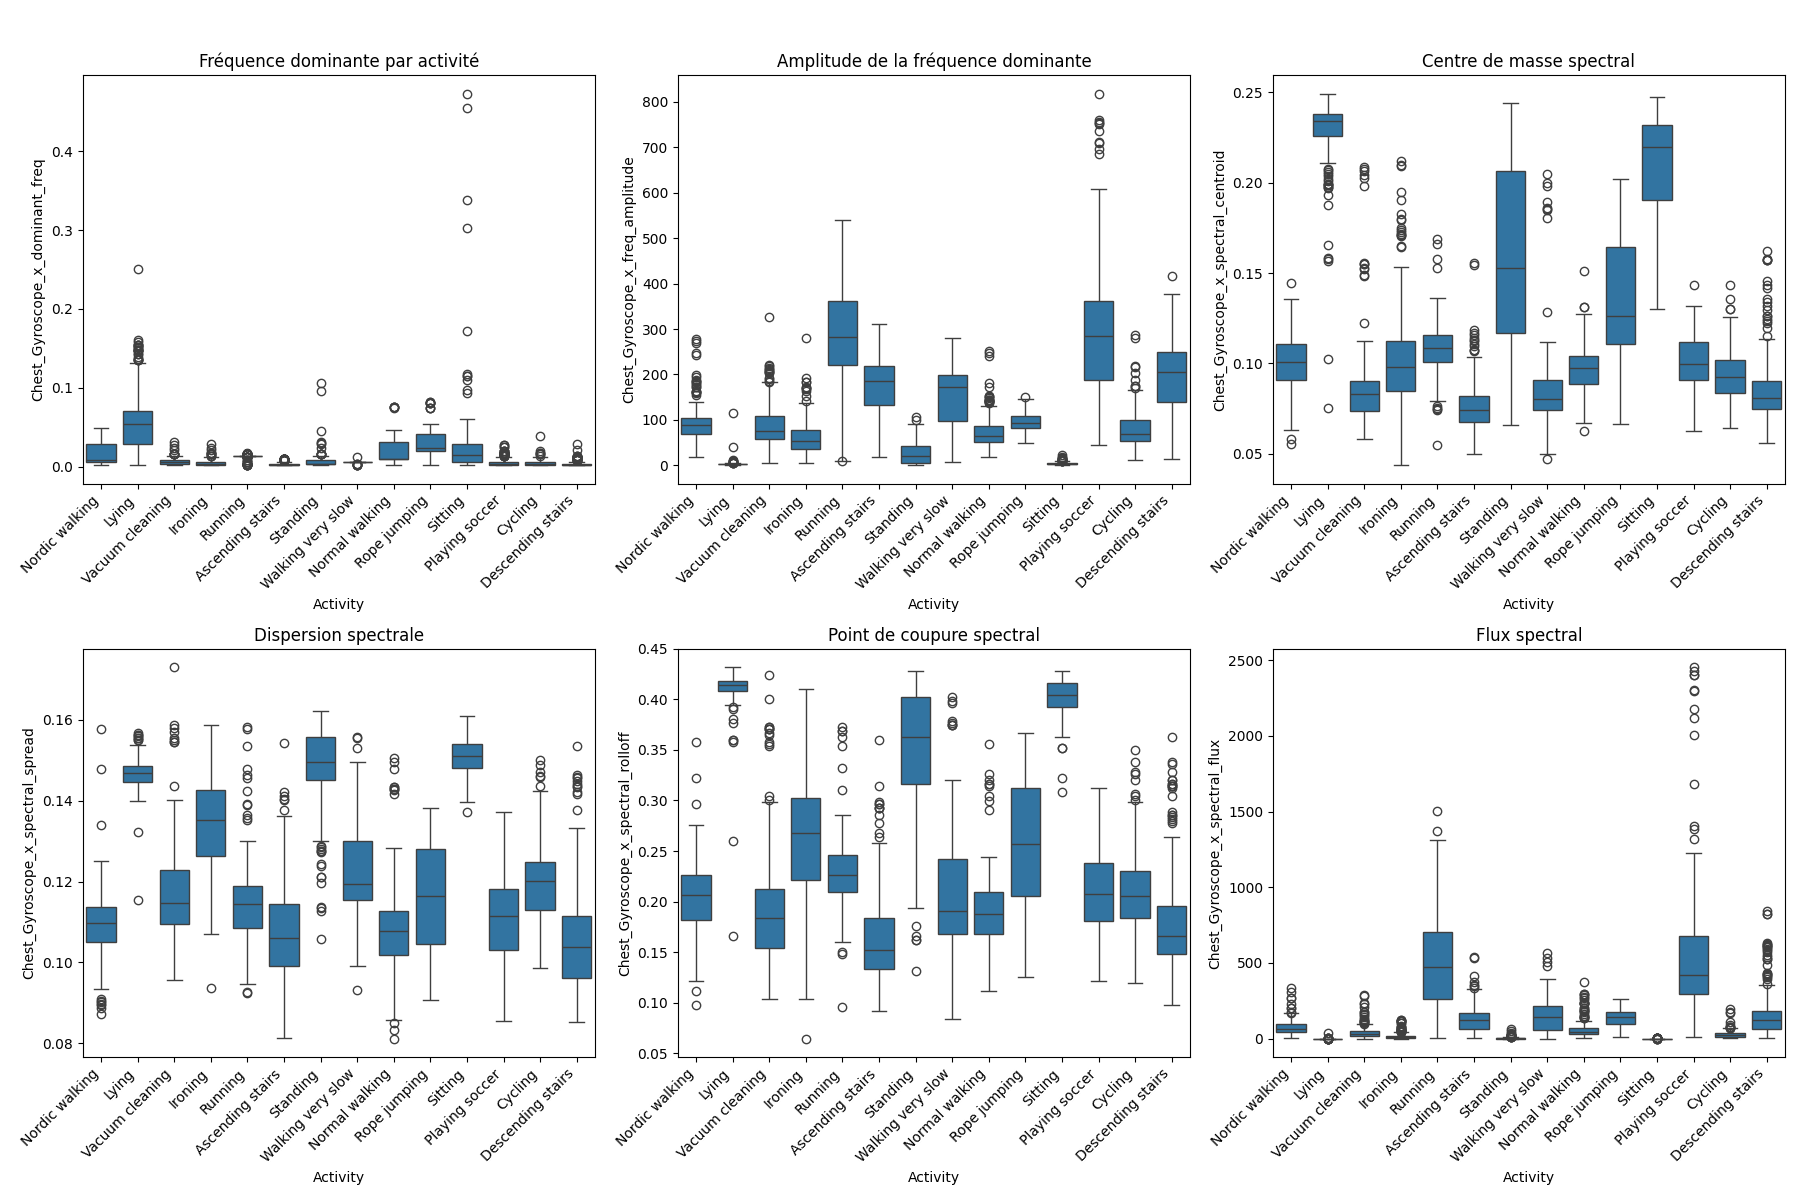 Fréquence dominante par activité
Chest_Gyroscope_x_dominant_freq
0.4
0.3
0.2
0.1
0.0
Nordic walking
Lying
Vacuum cleaning
Ironing
Running
Ascending stairs
Standing
Walking very slow
Normal walking
Rope jumping
Sitting
Playing soccer
Cycling
Descending stairs
Activity
Amplitude de la fréquence dominante
Chest_Gyroscope_x_freq_amplitude
800
700
600
500
400
300
200
100
0
Nordic walking
Lying
Vacuum cleaning
Ironing
Running
Ascending stairs
Standing
Walking very slow
Normal walking
Rope jumping
Sitting
Playing soccer
Cycling
Descending stairs
Activity
Centre de masse spectral
Chest_Gyroscope_x_spectral_centroid
0.25
0.20
0.15
0.10
0.05
Nordic walking
Lying
Vacuum cleaning
Ironing
Running
Ascending stairs
Standing
Walking very slow
Normal walking
Rope jumping
Sitting
Playing soccer
Cycling
Descending stairs
Activity
Dispersion spectrale
Chest_Gyroscope_x_spectral_spread
0.16
0.14
0.12
0.10
0.08
Nordic walking
Lying
Vacuum cleaning
Ironing
Running
Ascending stairs
Standing
Walking very slow
Normal walking
Rope jumping
Sitting
Playing soccer
Cycling
Descending stairs
Activity
Point de coupure spectral
Chest_Gyroscope_x_spectral_rolloff
0.45
0.40
0.35
0.30
0.25
0.20
0.15
0.10
0.05
Nordic walking
Lying
Vacuum cleaning
Ironing
Running
Ascending stairs
Standing
Walking very slow
Normal walking
Rope jumping
Sitting
Playing soccer
Cycling
Descending stairs
Activity
Flux spectral
Chest_Gyroscope_x_spectral_flux
2500
2000
1500
1000
500
0
Nordic walking
Lying
Vacuum cleaning
Ironing
Running
Ascending stairs
Standing
Walking very slow
Normal walking
Rope jumping
Sitting
Playing soccer
Cycling
Descending stairs
Activity